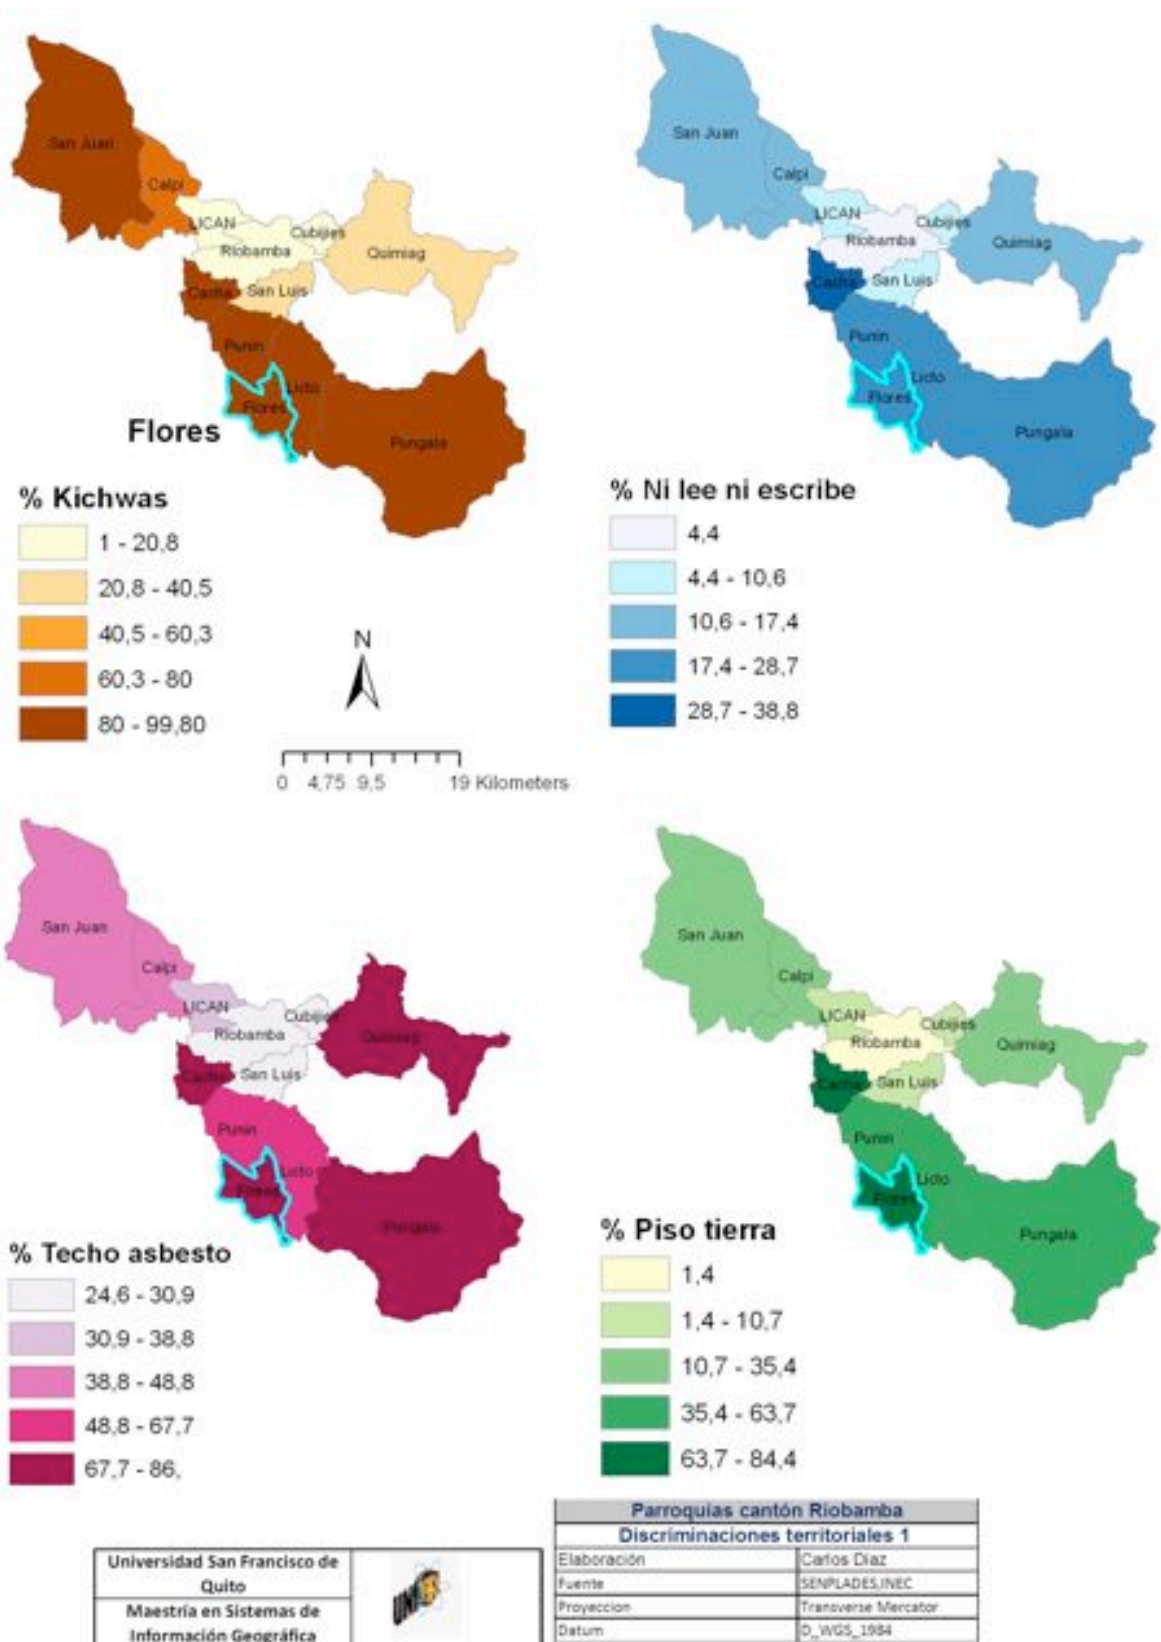 San Juan
Calpi
LICAN
Cubijies
Riobamba
Quimiag
Cacha
San Luis
Punin
Licto
Flores
Pungala
Flores
% Kichwas
1 - 20,8
20,8 - 40,5
40,5 - 60,3
60,3 - 80
80 - 99,80
San Juan
Calpi
LICAN
Cubijies
Riobamba
Quimiag
Cacha
San Luis
Punin
Licto
Flores
Pungala
% Ni lee ni escribe
4,4
4,4 - 10,6
10,6 - 17,4
17,4 - 28,7
28,7 - 38,8
N
0 4,75 9,5 19 Kilometers
San Juan
Calpi
LICAN
Cubijies
Riobamba
Quimiag
Cacha
San Luis
Punin
Licto
Flores
Pungala
% Techo asbesto
24,6 - 30,9
30,9 - 38,8
38,8 - 48,8
48,8 - 67,7
67,7 - 86,
San Juan
Calpi
LICAN
Cubijies
Riobamba
Quimiag
Cacha
San Luis
Punin
Licto
Flores
Pungala
% Piso tierra
1,4
1,4 - 10,7
10,7 - 35,4
35,4 - 63,7
63,7 - 84,4
Universidad San Francisco de
Quito
Maestría en Sistemas de
Información Geográfica
UNIGIS
Parroquias cantón Riobamba
Discriminaciones territoriales 1
Elaboración Carlos Díaz
Fuente SENPLADES,INEC
Proyeccion Transverse Mercator
Datum D_WGS_1984